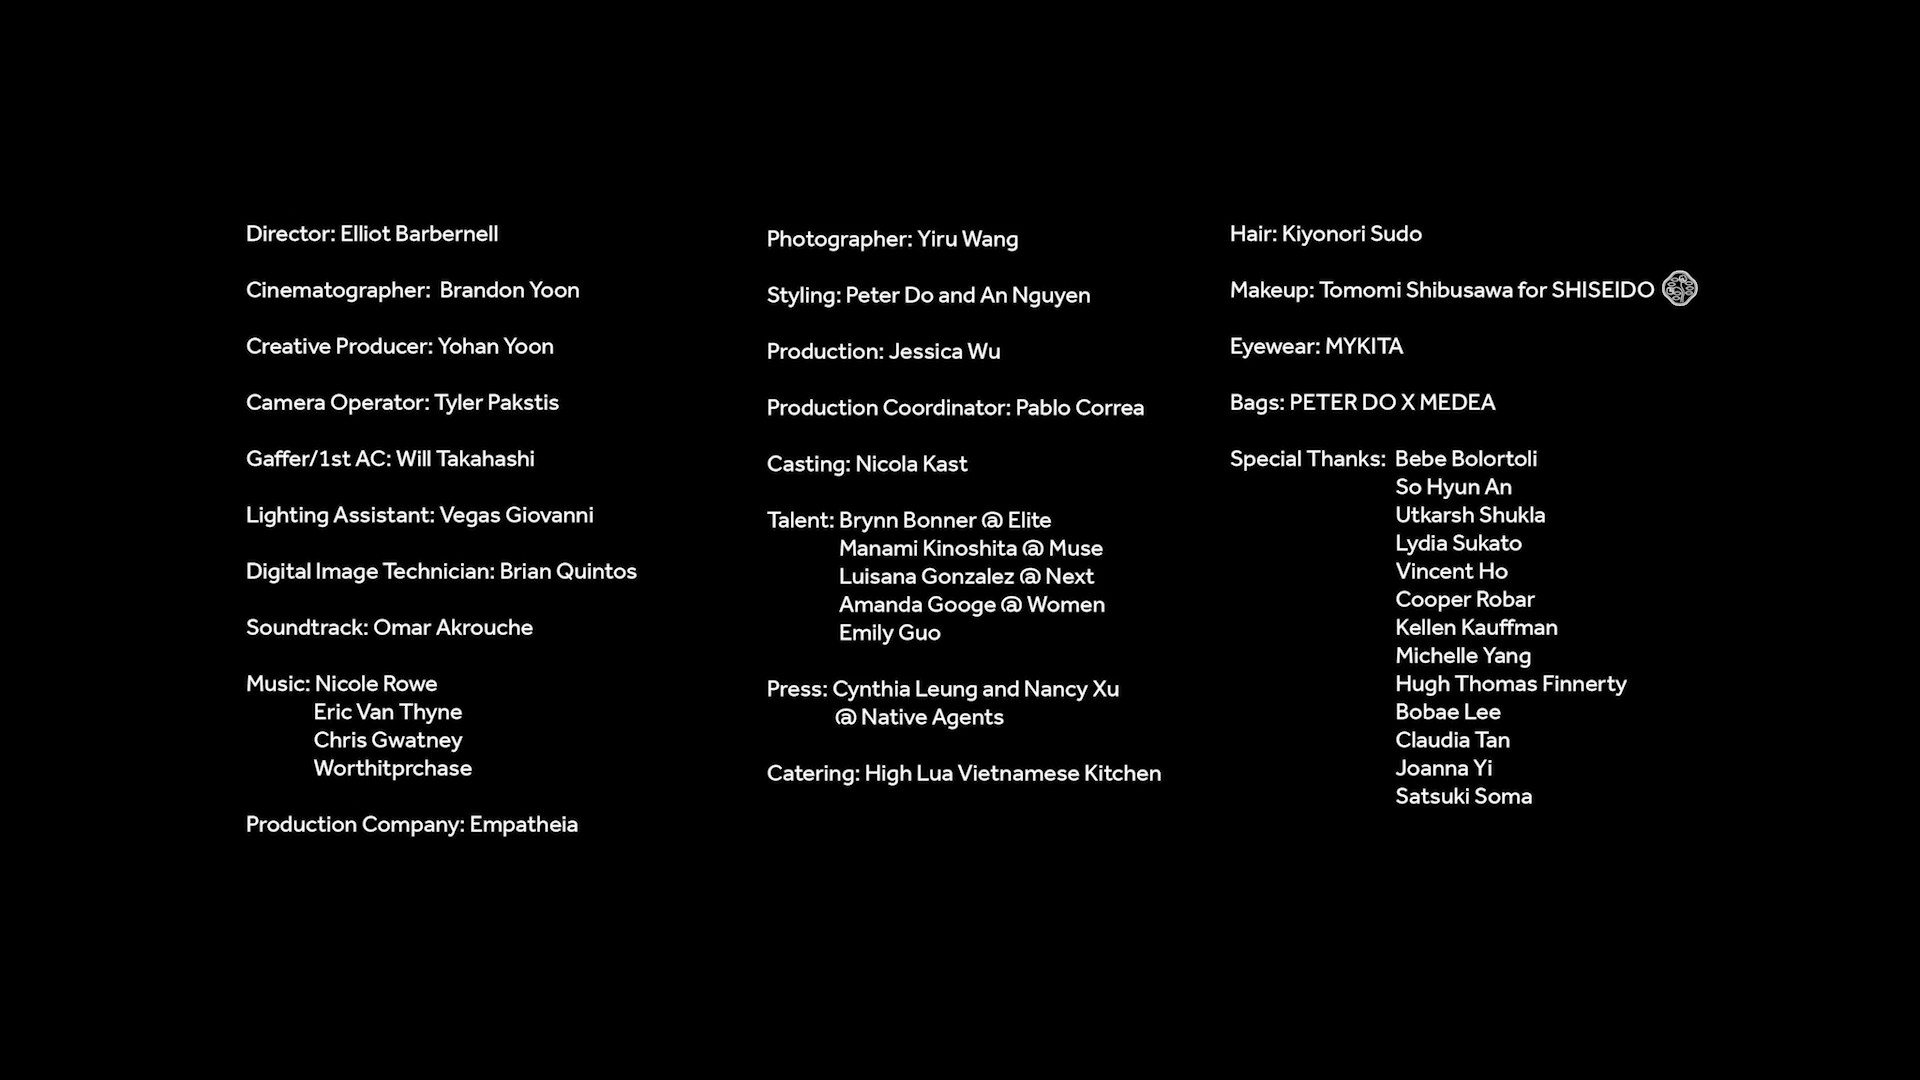 Director: Elliot Barbernell
Cinematographer: Brandon Yoon
Creative Producer: Yohan Yoon
Camera Operator: Tyler Pakstis
Gaffer/1st AC: Will Takahashi
Lighting Assistant: Vegas Giovanni
Digital Image Technician: Brian Quintos
Soundtrack: Omar Akrouche
Music: Nicole Rowe
Eric Van Thyne
Chris Gwatney
Worthitprchase
Production Company: Empatheia
Photographer: Yiru Wang
Styling: Peter Do and An Nguyen
Production: Jessica Wu
Production Coordinator: Pablo Correa
Casting: Nicola Kast
Talent: Brynn Bonner @ Elite
Manami Kinoshita @ Muse
Luisana Gonzalez @ Next
Amanda Googe @ Women
Emily Guo
Press: Cynthia Leung and Nancy Xu
@ Native Agents
Catering: High Lua Vietnamese Kitchen
Hair: Kiyonori Sudo
Makeup: Tomomi Shibusawa for SHISEIDO
Eyewear: MYKITA
Bags: PETER DO X MEDEA
Special Thanks: Bebe Bolortoli
So Hyun An
Utkarsh Shukla
Lydia Sukato
Vincent Ho
Cooper Robar
Kellen Kauffman
Michelle Yang
Hugh Thomas Finnerty
Bobae Lee
Claudia Tan
Joanna Yi
Satsuki Soma